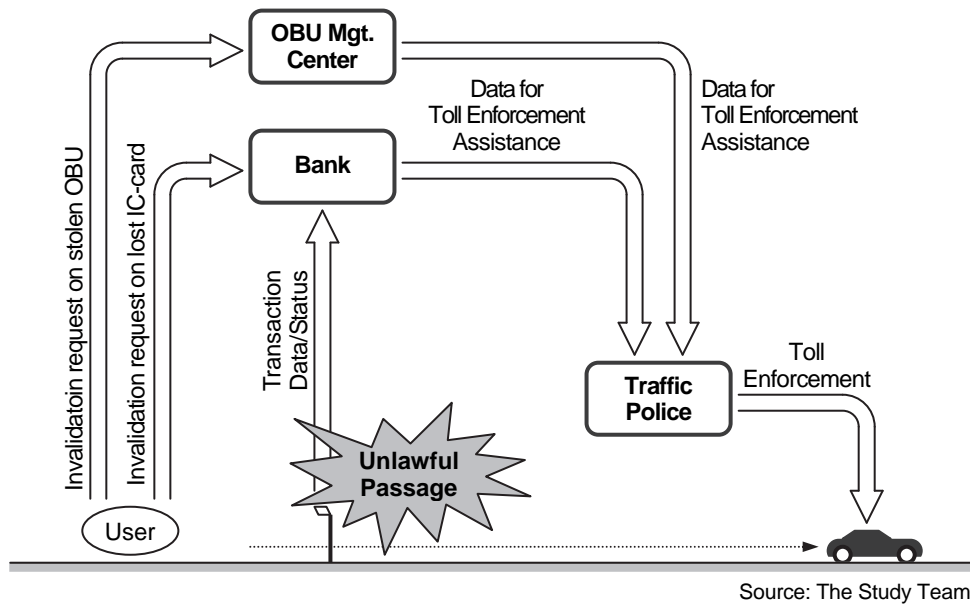 OBU Mgt.
Center
Data for
Toll Enforcement
Assistance
Data for
Toll Enforcement
Assistance
Bank
Invalidatoin request on stolen OBU
Invalidation request on lost IC-card
Transaction
Data/Status
Traffic
Police
Toll
Enforcement
Unlawful
Passage
User
Source: The Study Team